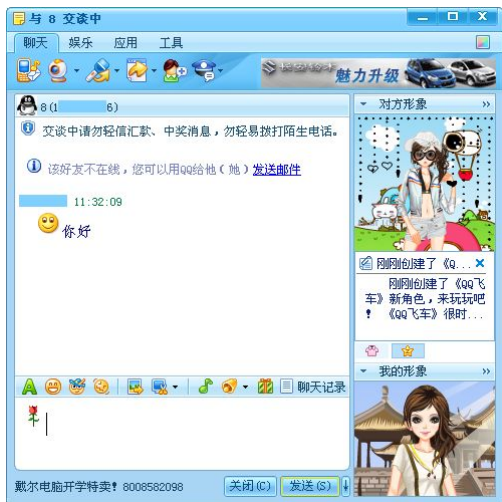 与 8 交谈中
聊天 娱乐 应用 工具
魅力升级
8(1 6)
对方形象
交谈中请勿轻信汇款、中奖消息，勿轻易拨打陌生电话。
该好友不在线，您可以用QQ给他（她）发送邮件
11:32:09
你好
刚刚创建了《Q...
刚刚创建了《QQ飞
车》新角色，来玩玩吧
！《QQ飞车》很时...
我的形象
聊天记录
戴尔电脑开学特卖！8008582098
关闭(C) 发送(S)